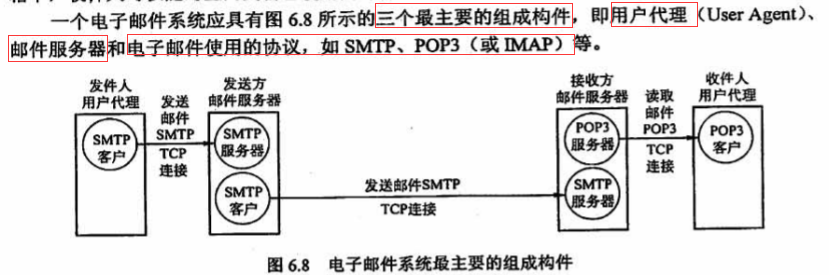 一个电子邮件系统应具有图 6.8 所示的三个最主要的组成构件，即用户代理（User Agent）、
邮件服务器和电子邮件使用的协议，如 SMTP、POP3（或 IMAP）等。
发件人
用户代理
发送
邮件
SMTP
TCP
连接
SMTP
客户
发送方
邮件服务器
SMTP
服务器
SMTP
客户
发送邮件SMTP
TCP连接
接收方
邮件服务器
POP3
服务器
SMTP
服务器
读取
邮件
POP3
TCP
连接
收件人
用户代理
POP3
客户
图 6.8 电子邮件系统最主要的组成构件